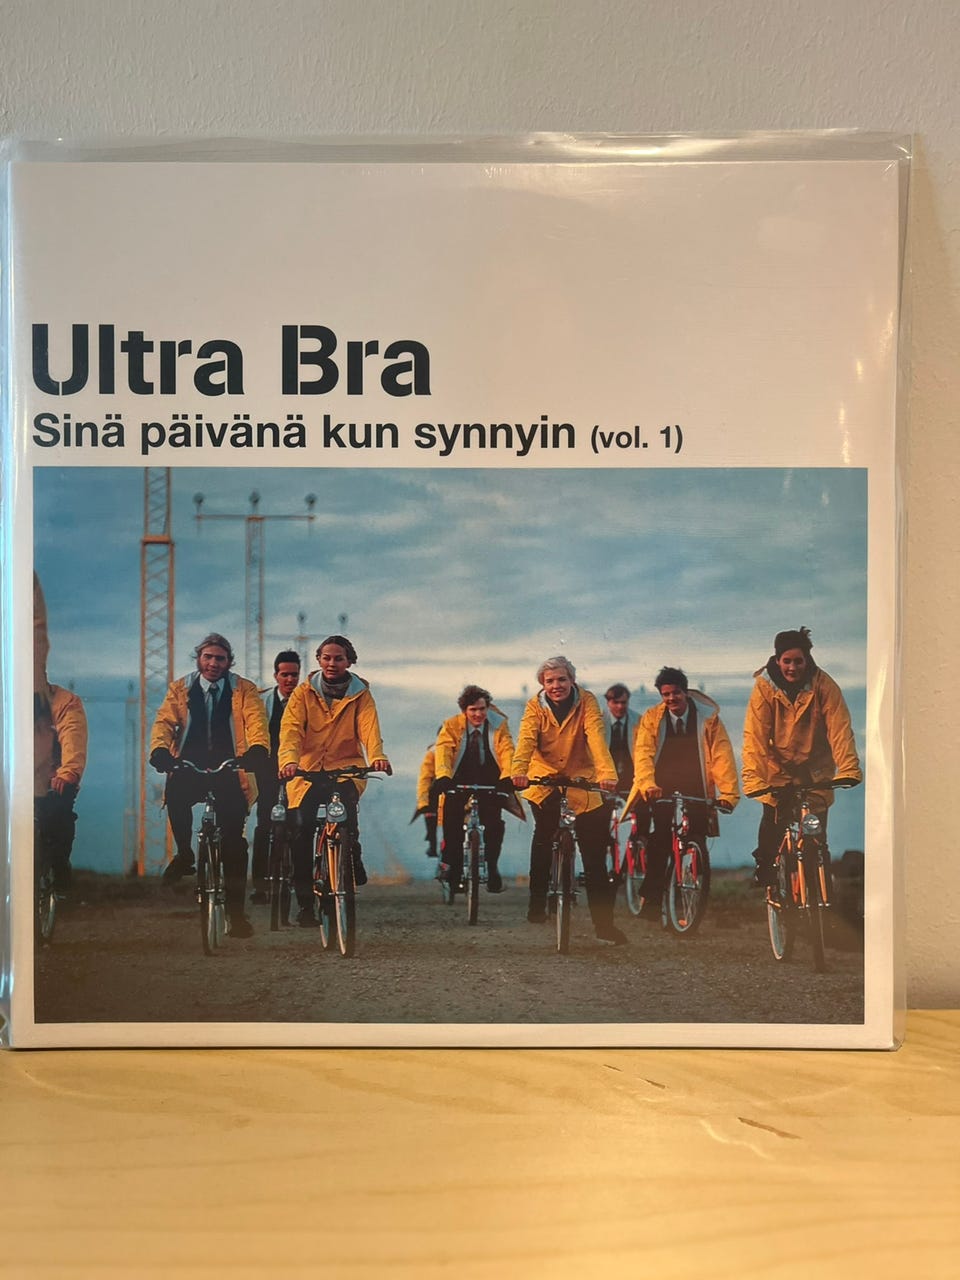 Ultra Bra
Sinä päivänä kun synnyin (vol. 1)